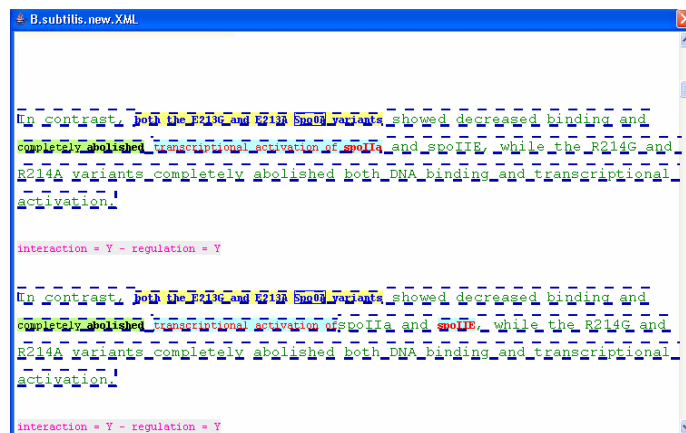 B.subtilis.new.XML
In contrast, both the E213G and E213A Spo0A variants showed decreased binding and
completely abolished transcriptional activation of spoIIa and spoIIE, while the R214G and
R214A variants completely abolished both DNA binding and transcriptional
activation.
interaction = Y - regulation = Y
In contrast, both the E213G and E213A Spo0A variants showed decreased binding and
completely abolished transcriptional activation of spoIIa and spoIIE, while the R214G and
R214A variants completely abolished both DNA binding and transcriptional
activation.
interaction = Y - regulation = Y